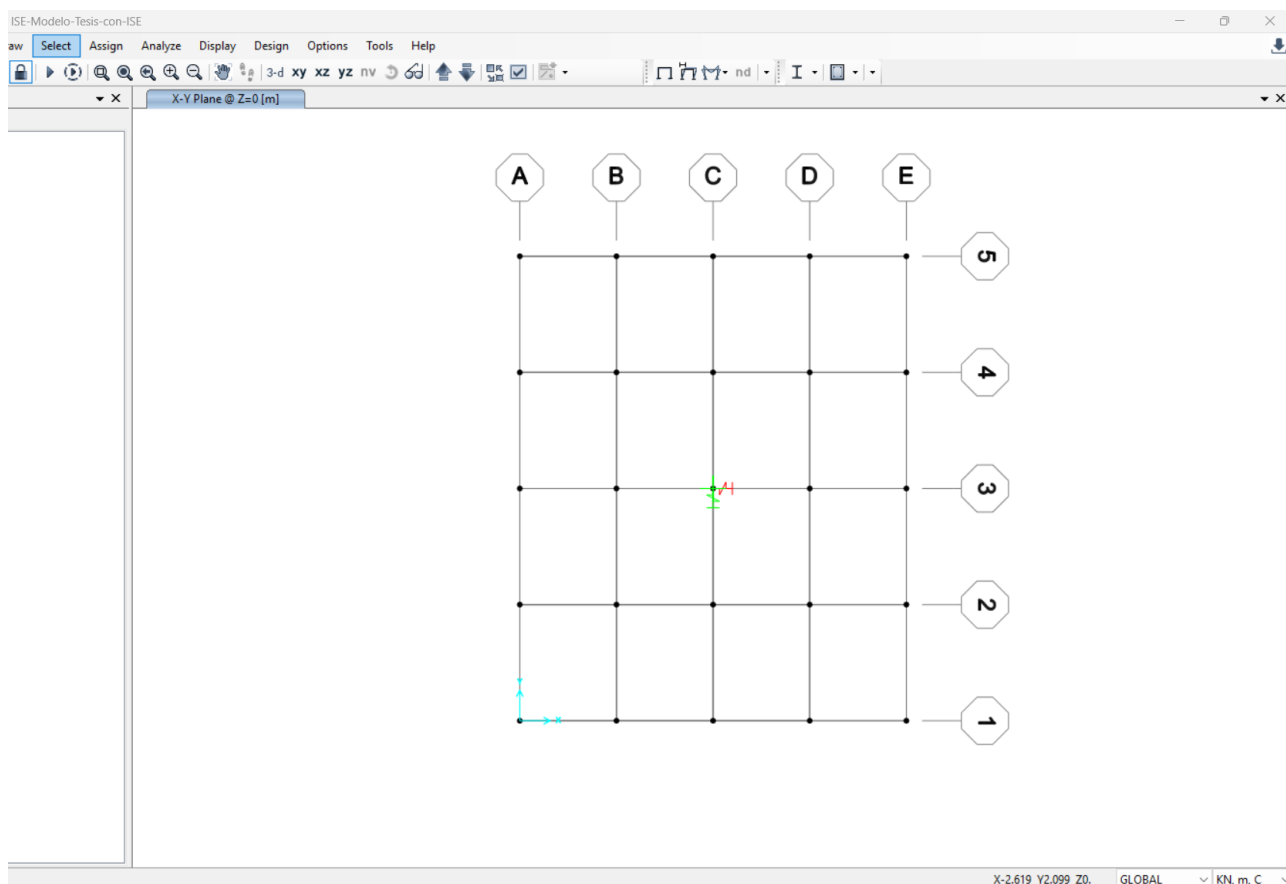 ISE-Modelo-Tesis-con-ISE
aw Select Assign Analyze Display Design Options Tools Help
3-d xy xz yz nv nd
X-Y Plane @ Z=0 [m]
A B C D E
5
4
3
2
1
X
X-2.619 Y2.099 Z0. GLOBAL KN, m, C